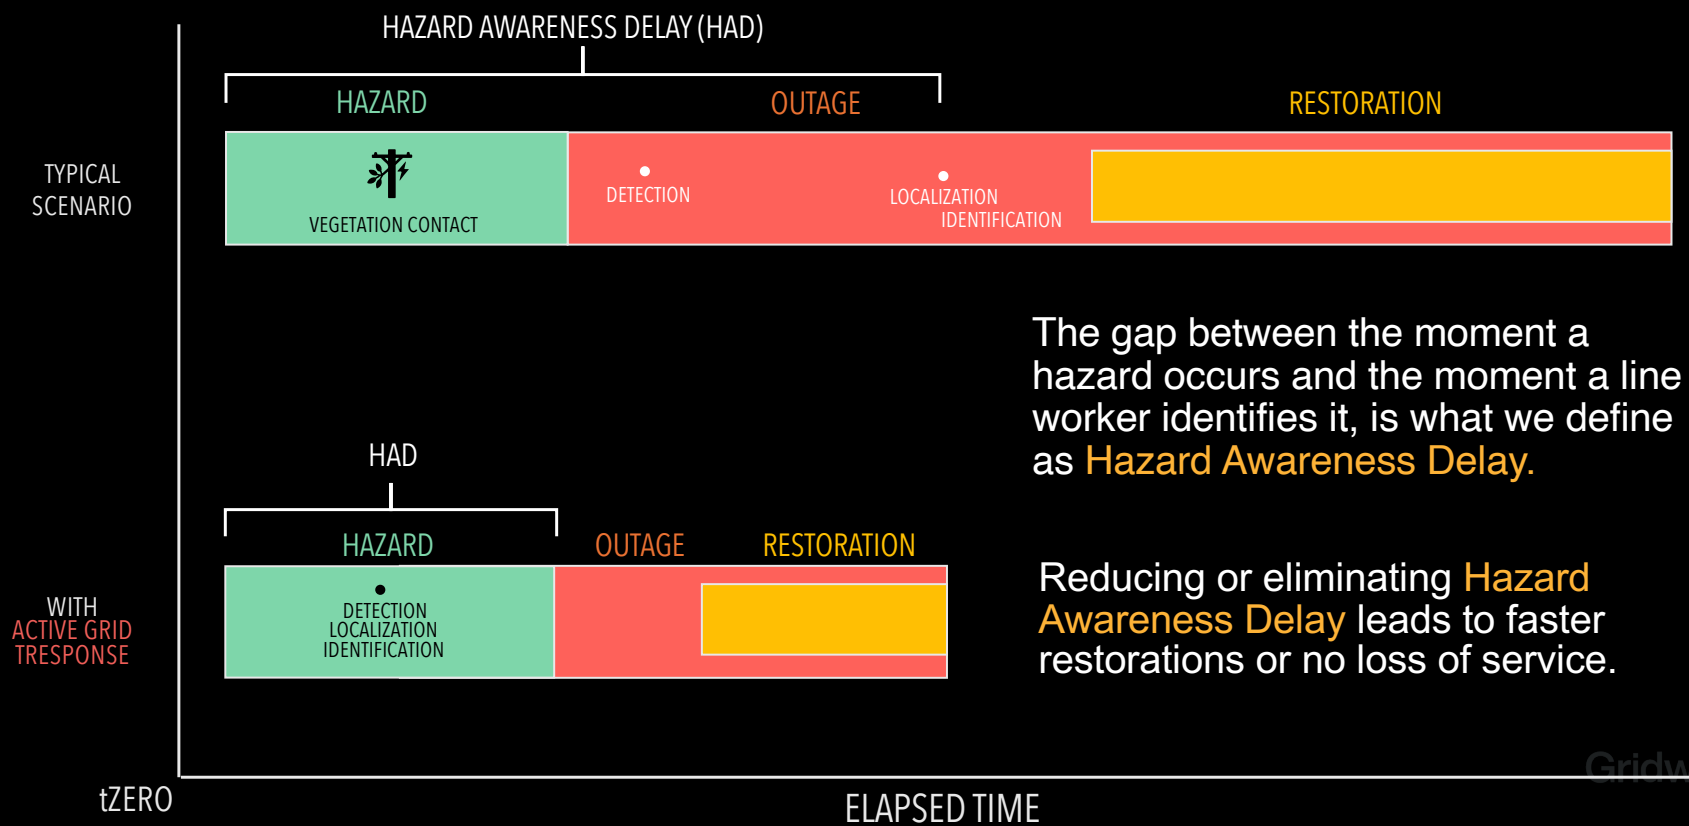 HAZARD AWARENESS DELAY (HAD)
HAZARD
OUTAGE
RESTORATION
TYPICAL
SCENARIO
VEGETATION CONTACT
DETECTION
LOCALIZATION
IDENTIFICATION
The gap between the moment a
hazard occurs and the moment a line
worker identifies it, is what we define
as Hazard Awareness Delay.
HAD
HAZARD
OUTAGE
RESTORATION
WITH
ACTIVE GRID
TRESPONSE
DETECTION
LOCALIZATION
IDENTIFICATION
Reducing or eliminating Hazard
Awareness Delay leads to faster
restorations or no loss of service.
tZERO
ELAPSED TIME